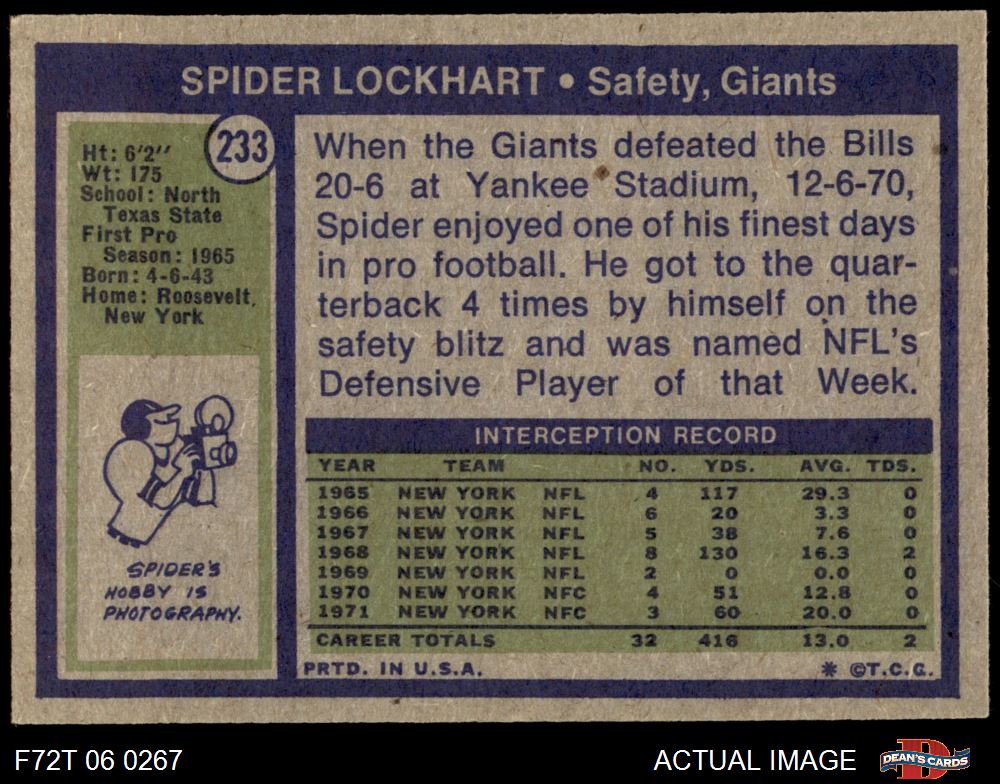 SPIDER LOCKHART • Safety, Giants
233
Ht: 6'2"
Wt: 175
School: North
Texas State
First Pro
Season: 1965
Born: 4-6-43
Home: Roosevelt,
New York
SPIDER'S
HOBBY IS
PHOTOGRAPHY.
When the Giants defeated the Bills
20-6 at Yankee Stadium, 12-6-70,
Spider enjoyed one of his finest days
in pro football. He got to the quar-
terback 4 times by himself on the
safety blitz and was named NFL's
Defensive Player of that Week.
INTERCEPTION RECORD
YEAR TEAM NO. YDS. AVG. TDS.
1965 NEW YORK NFL 4 117 29.3 0
1966 NEW YORK NFL 6 20 3.3 0
1967 NEW YORK NFL 5 38 7.6 0
1968 NEW YORK NFL 8 130 16.3 2
1969 NEW YORK NFL 2 0 0.0 0
1970 NEW YORK NFC 4 51 12.8 0
1971 NEW YORK NFC 3 60 20.0 0
CAREER TOTALS 32 416 13.0 2
PRTD. IN U.S.A. * ©T.C.G.
F72T 06 0267 ACTUAL IMAGE DEAN'S CARDS